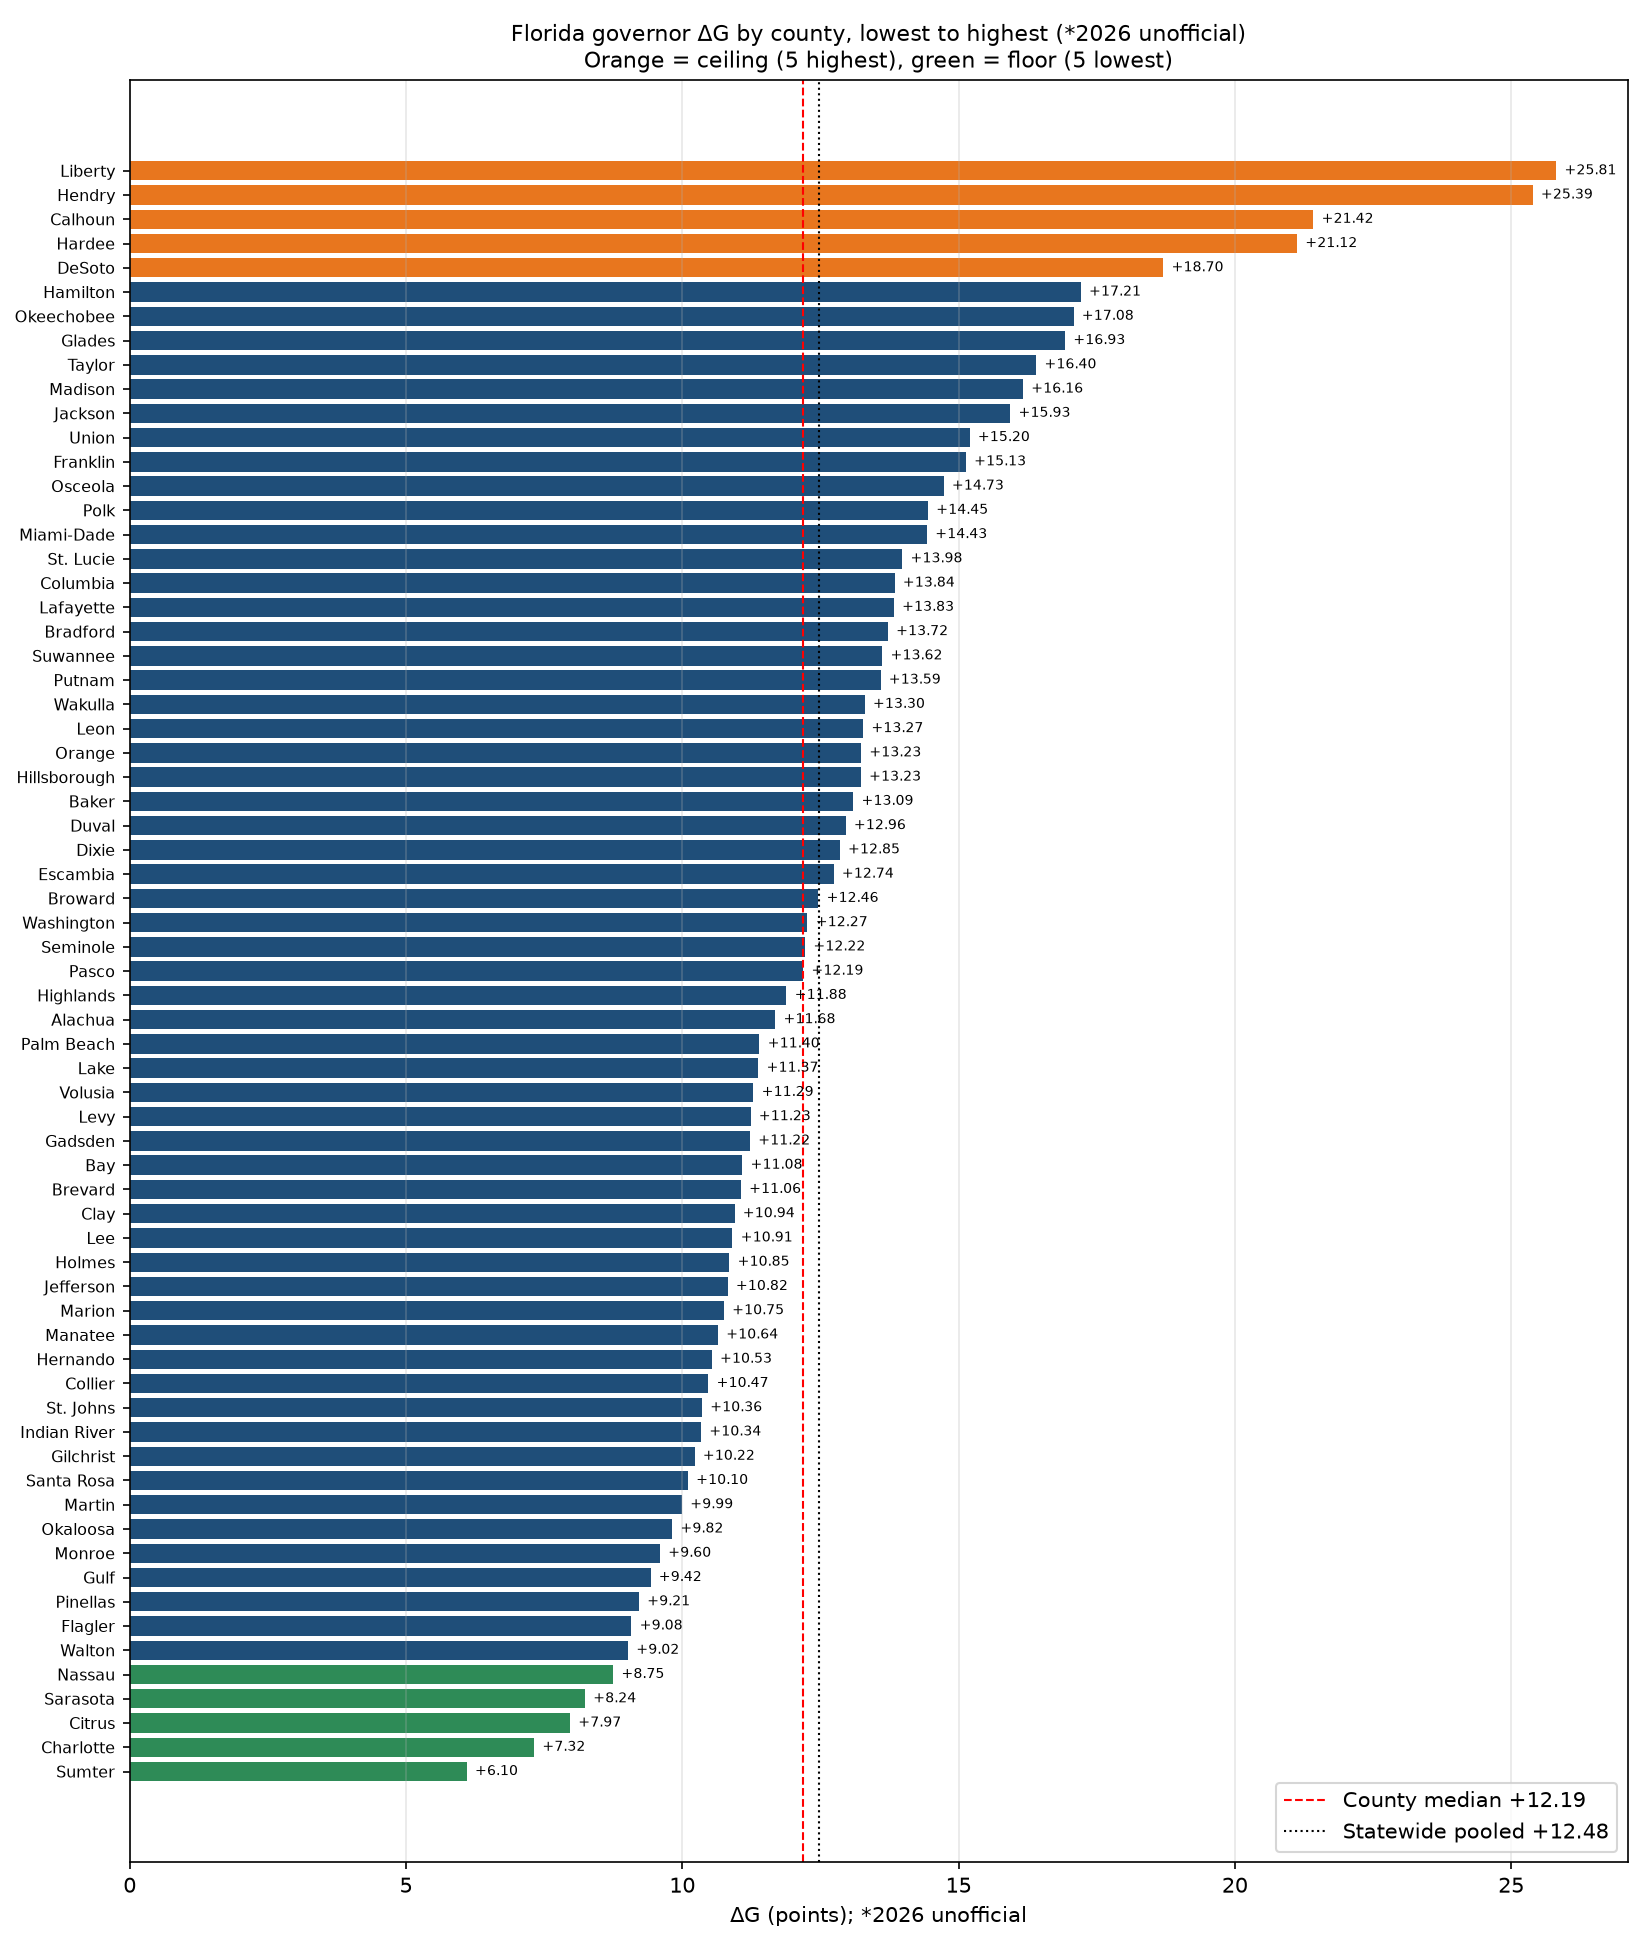 Florida governor ΔG by county, lowest to highest (*2026 unofficial)
Orange = ceiling (5 highest), green = floor (5 lowest)
Liberty +25.81
Hendry +25.39
Calhoun +21.42
Hardee +21.12
DeSoto +18.70
Hamilton +17.21
Okeechobee +17.08
Glades +16.93
Taylor +16.40
Madison +16.16
Jackson +15.93
Union +15.20
Franklin +15.13
Osceola +14.73
Polk +14.45
Miami-Dade +14.43
St. Lucie +13.98
Columbia +13.84
Lafayette +13.83
Bradford +13.72
Suwannee +13.62
Putnam +13.59
Wakulla +13.30
Leon +13.27
Orange +13.23
Hillsborough +13.23
Baker +13.09
Duval +12.96
Dixie +12.85
Escambia +12.74
Broward +12.46
Washington +12.27
Seminole +12.22
Pasco +12.19
Highlands +11.88
Alachua +11.68
Palm Beach +11.40
Lake +11.37
Volusia +11.29
Levy +11.23
Gadsden +11.22
Bay +11.08
Brevard +11.06
Clay +10.94
Lee +10.91
Holmes +10.85
Jefferson +10.82
Marion +10.75
Manatee +10.64
Hernando +10.53
Collier +10.47
St. Johns +10.36
Indian River +10.34
Gilchrist +10.22
Santa Rosa +10.10
Martin +9.99
Okaloosa +9.82
Monroe +9.60
Gulf +9.42
Pinellas +9.21
Flagler +9.08
Walton +9.02
Nassau +8.75
Sarasota +8.24
Citrus +7.97
Charlotte +7.32
Sumter +6.10
County median +12.19
Statewide pooled +12.48
0 5 10 15 20 25
ΔG (points); *2026 unofficial